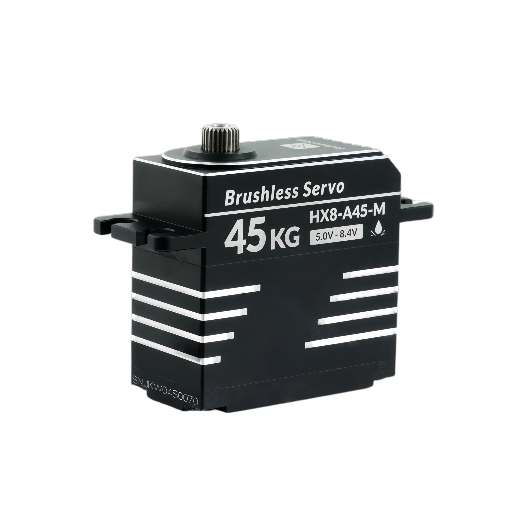 Brushless Servo
HX8-A45-M
45KG
5.0V - 8.4V